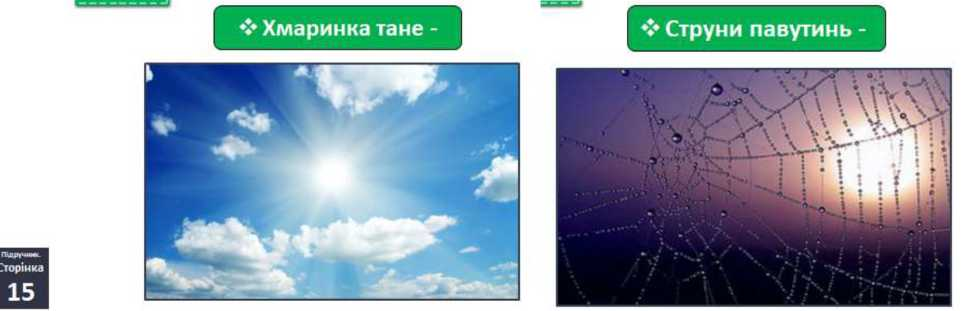 ❖ Хмаринка тане -
❖ Струни павутинь -
Підручник.
Сторінка
15